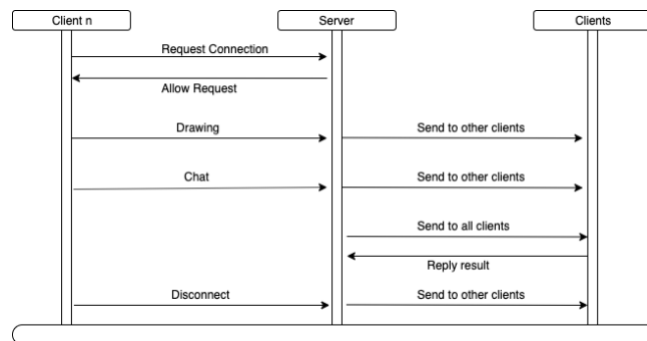 Client n
Server
Clients
Request Connection
Allow Request
Drawing
Send to other clients
Chat
Send to other clients
Send to all clients
Reply result
Disconnect
Send to other clients